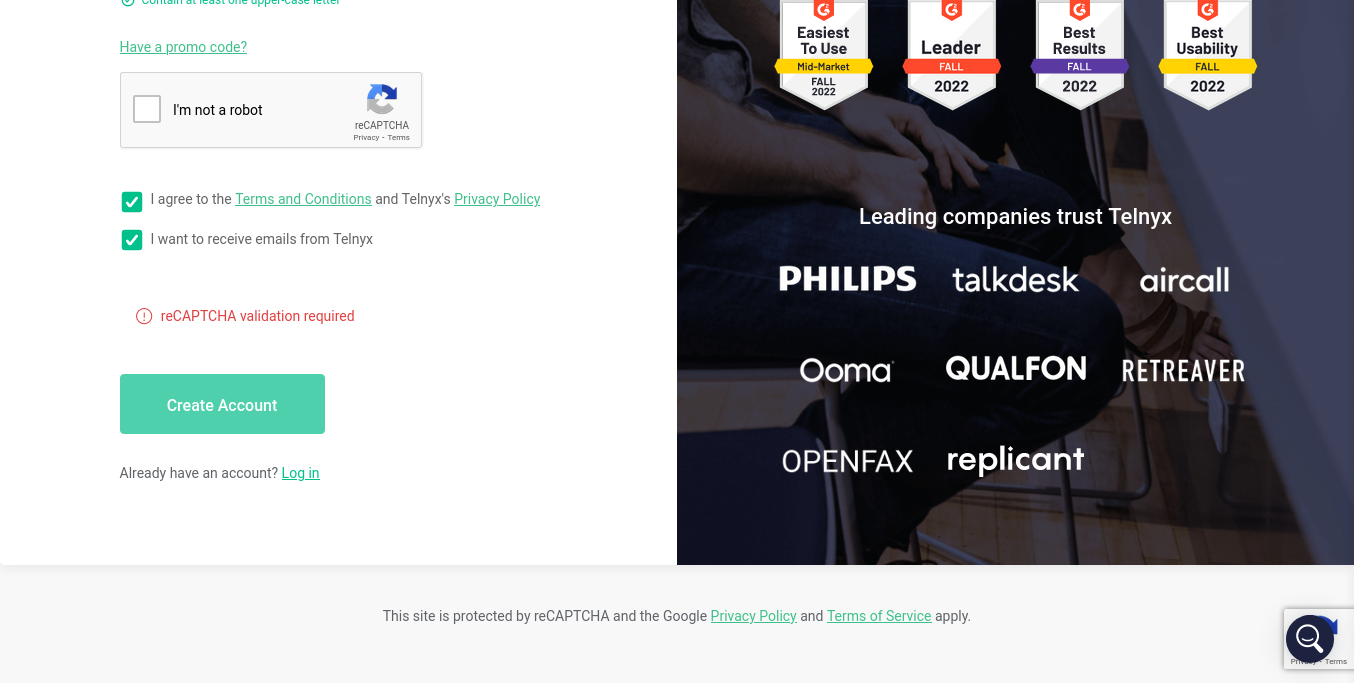 Contain at least one upper-case letter
Have a promo code?
I'm not a robot
reCAPTCHA
Privacy - Terms
I agree to the Terms and Conditions and Telnyx's Privacy Policy
I want to receive emails from Telnyx
reCAPTCHA validation required
Create Account
Already have an account? Log in
Easiest
To Use
Mid-Market
FALL
2022
Leader
FALL
2022
Best
Results
FALL
2022
Best
Usability
FALL
2022
Leading companies trust Telnyx
PHILIPS
talkdesk
aircall
Ooma
QUALFON
RETREAVER
OPENFAX
replicant
This site is protected by reCAPTCHA and the Google Privacy Policy and Terms of Service apply.
Privacy - Terms